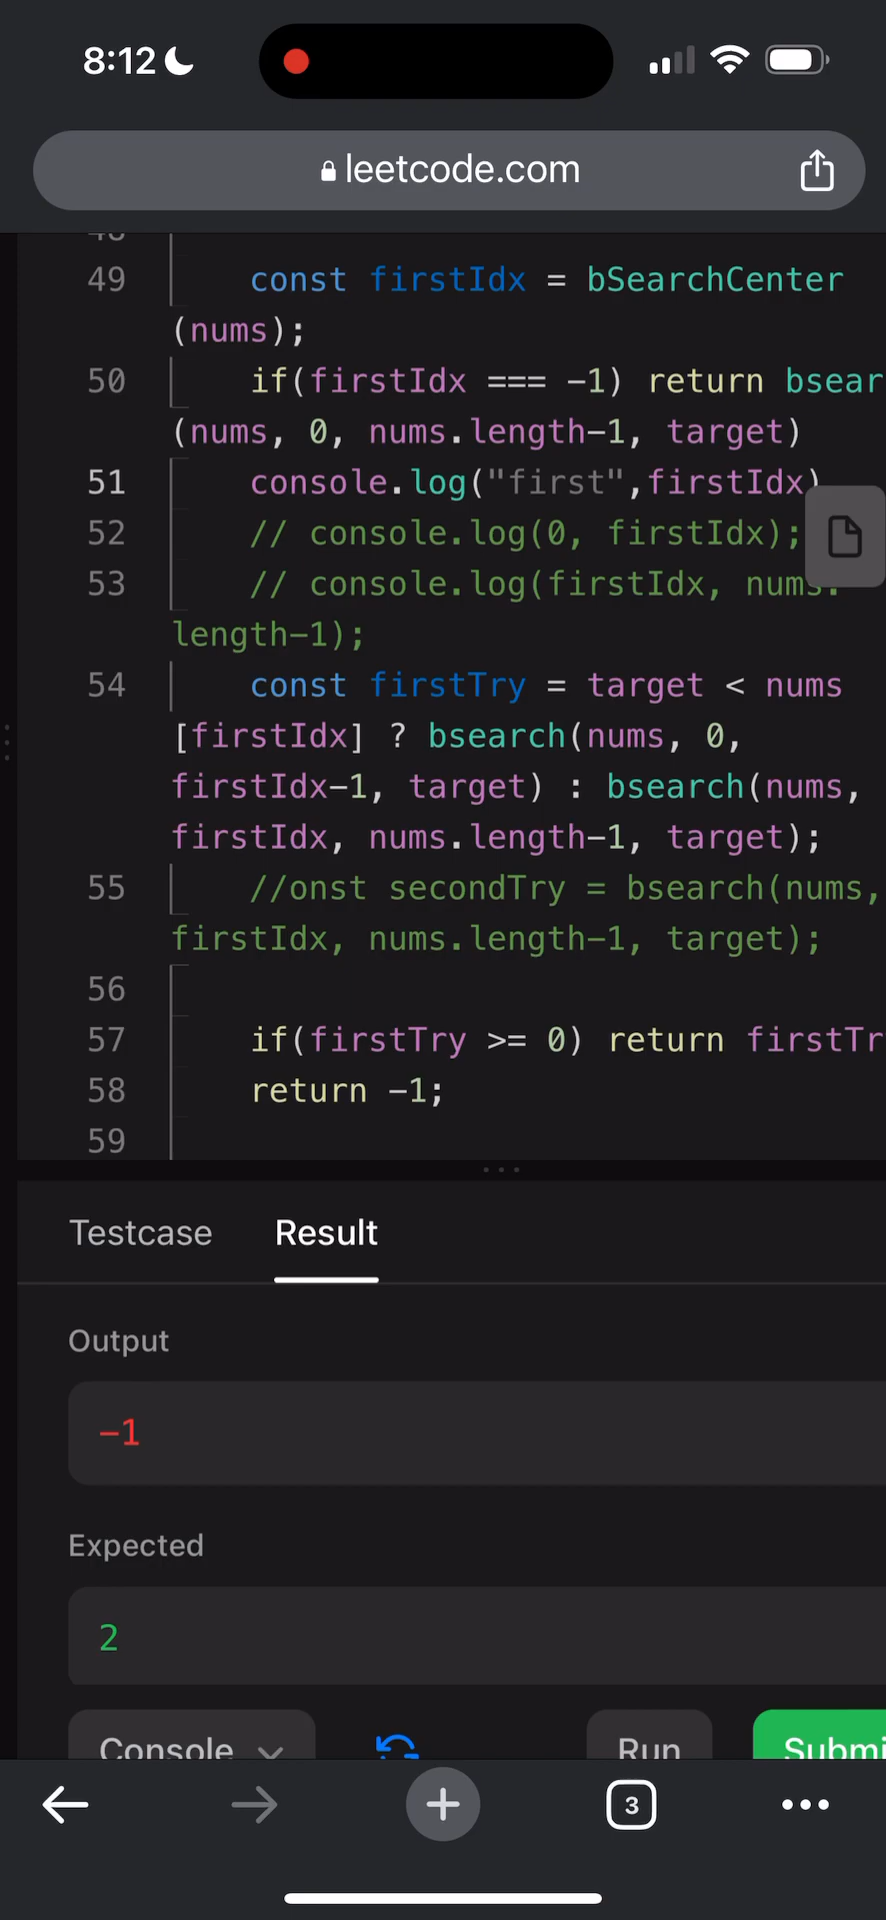 8:12
leetcode.com
49 const firstIdx = bSearchCenter
(nums);
50 if(firstIdx === -1) return bsear
(nums, 0, nums.length-1, target)
51 console.log("first",firstIdx)
52 // console.log(0, firstIdx);
53 // console.log(firstIdx, nums.
length-1);
54 const firstTry = target < nums
[firstIdx] ? bsearch(nums, 0,
firstIdx-1, target) : bsearch(nums,
firstIdx, nums.length-1, target);
55 //onst secondTry = bsearch(nums,
firstIdx, nums.length-1, target);
56
57 if(firstTry >= 0) return firstTr
58 return -1;
59
Testcase Result
Output
-1
Expected
2
Console Run Submi
3